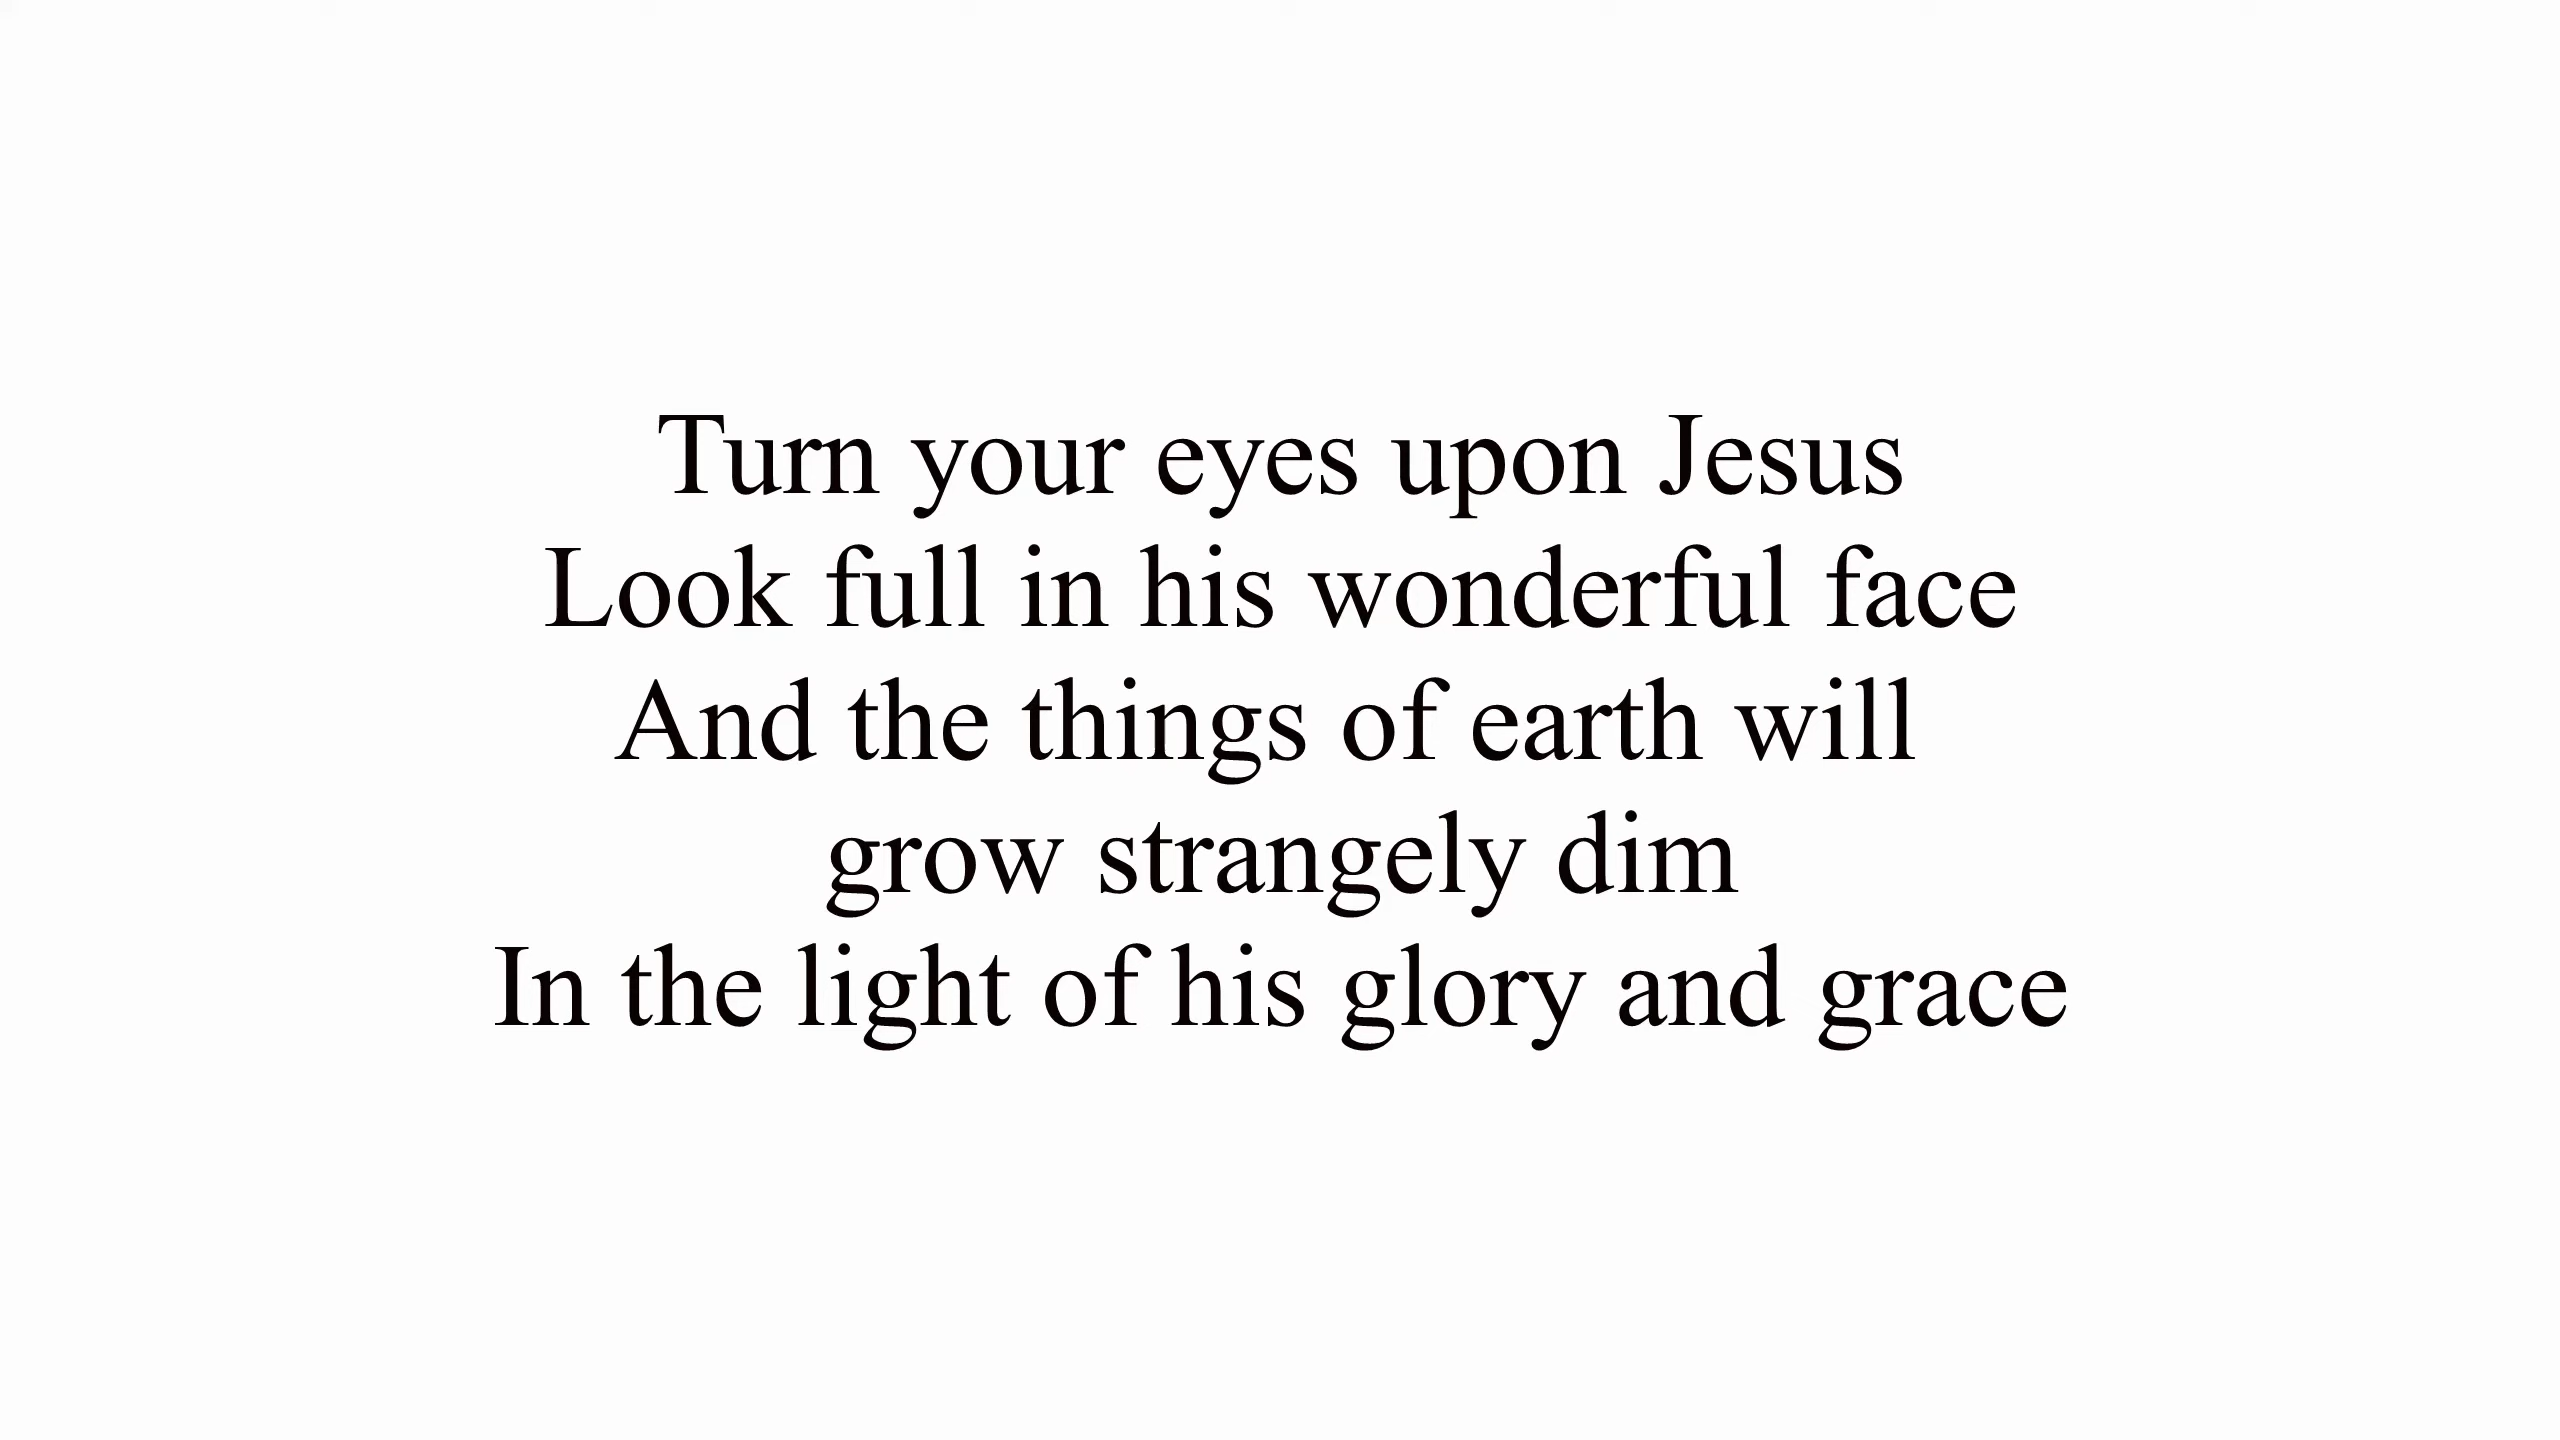 Turn your eyes upon Jesus
Look full in his wonderful face
And the things of earth will
grow strangely dim
In the light of his glory and grace